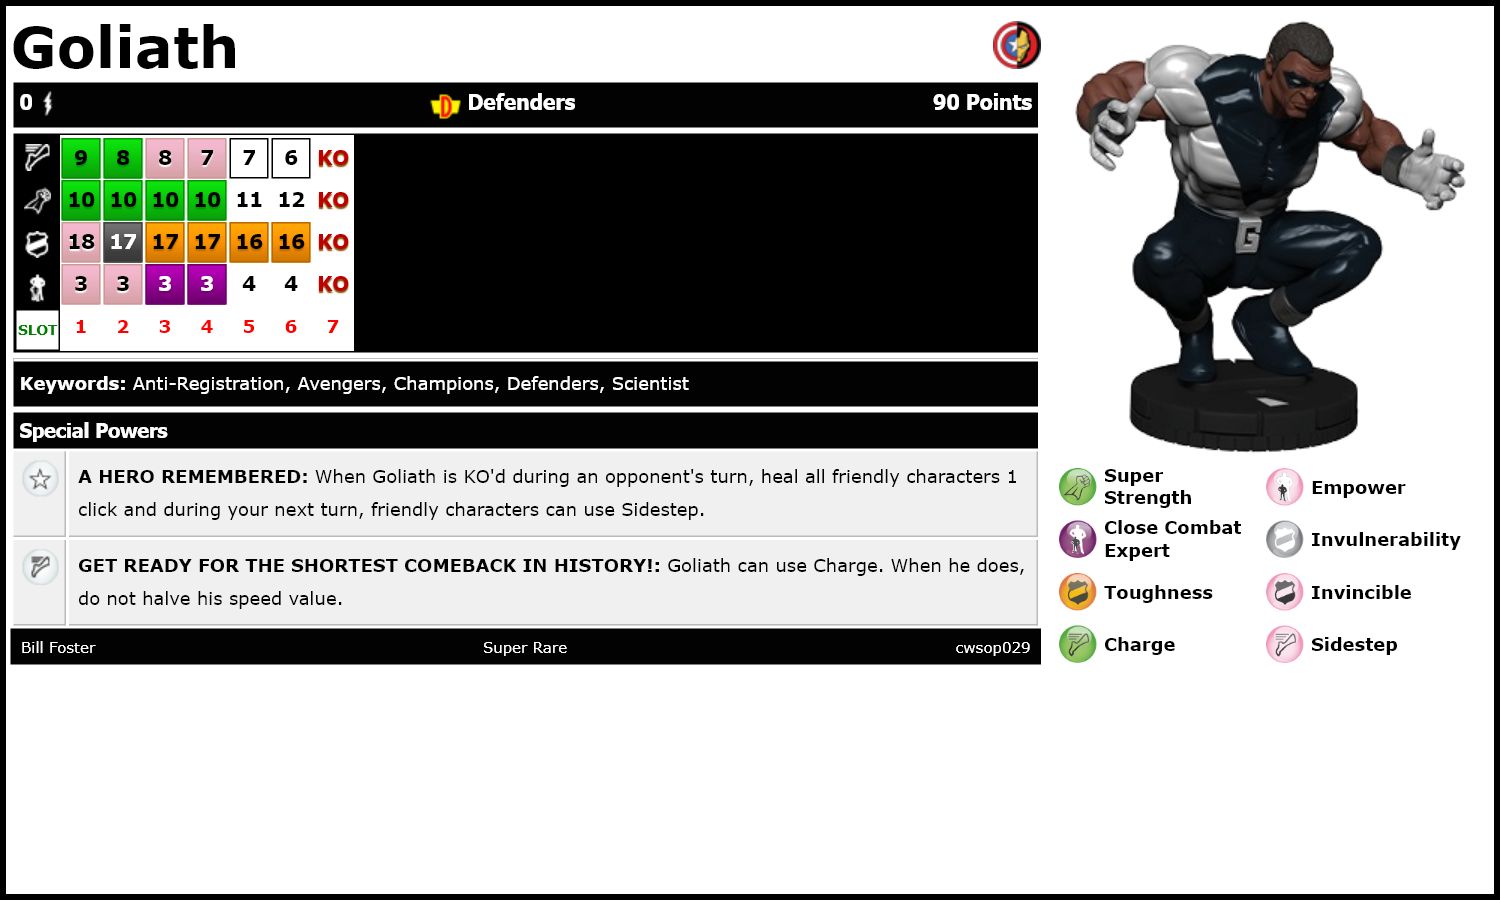 Goliath
0 Defenders 90 Points
9 8 8 7 7 6 KO
10 10 10 10 11 12 KO
18 17 17 17 16 16 KO
3 3 3 3 4 4 KO
SLOT 1 2 3 4 5 6 7
Keywords: Anti-Registration, Avengers, Champions, Defenders, Scientist
Special Powers
A HERO REMEMBERED: When Goliath is KO'd during an opponent's turn, heal all friendly characters 1
click and during your next turn, friendly characters can use Sidestep.
GET READY FOR THE SHORTEST COMEBACK IN HISTORY!: Goliath can use Charge. When he does,
do not halve his speed value.
Bill Foster Super Rare cwsop029
G
Super
Strength
Empower
Close Combat
Expert
Invulnerability
Toughness
Invincible
Charge
Sidestep